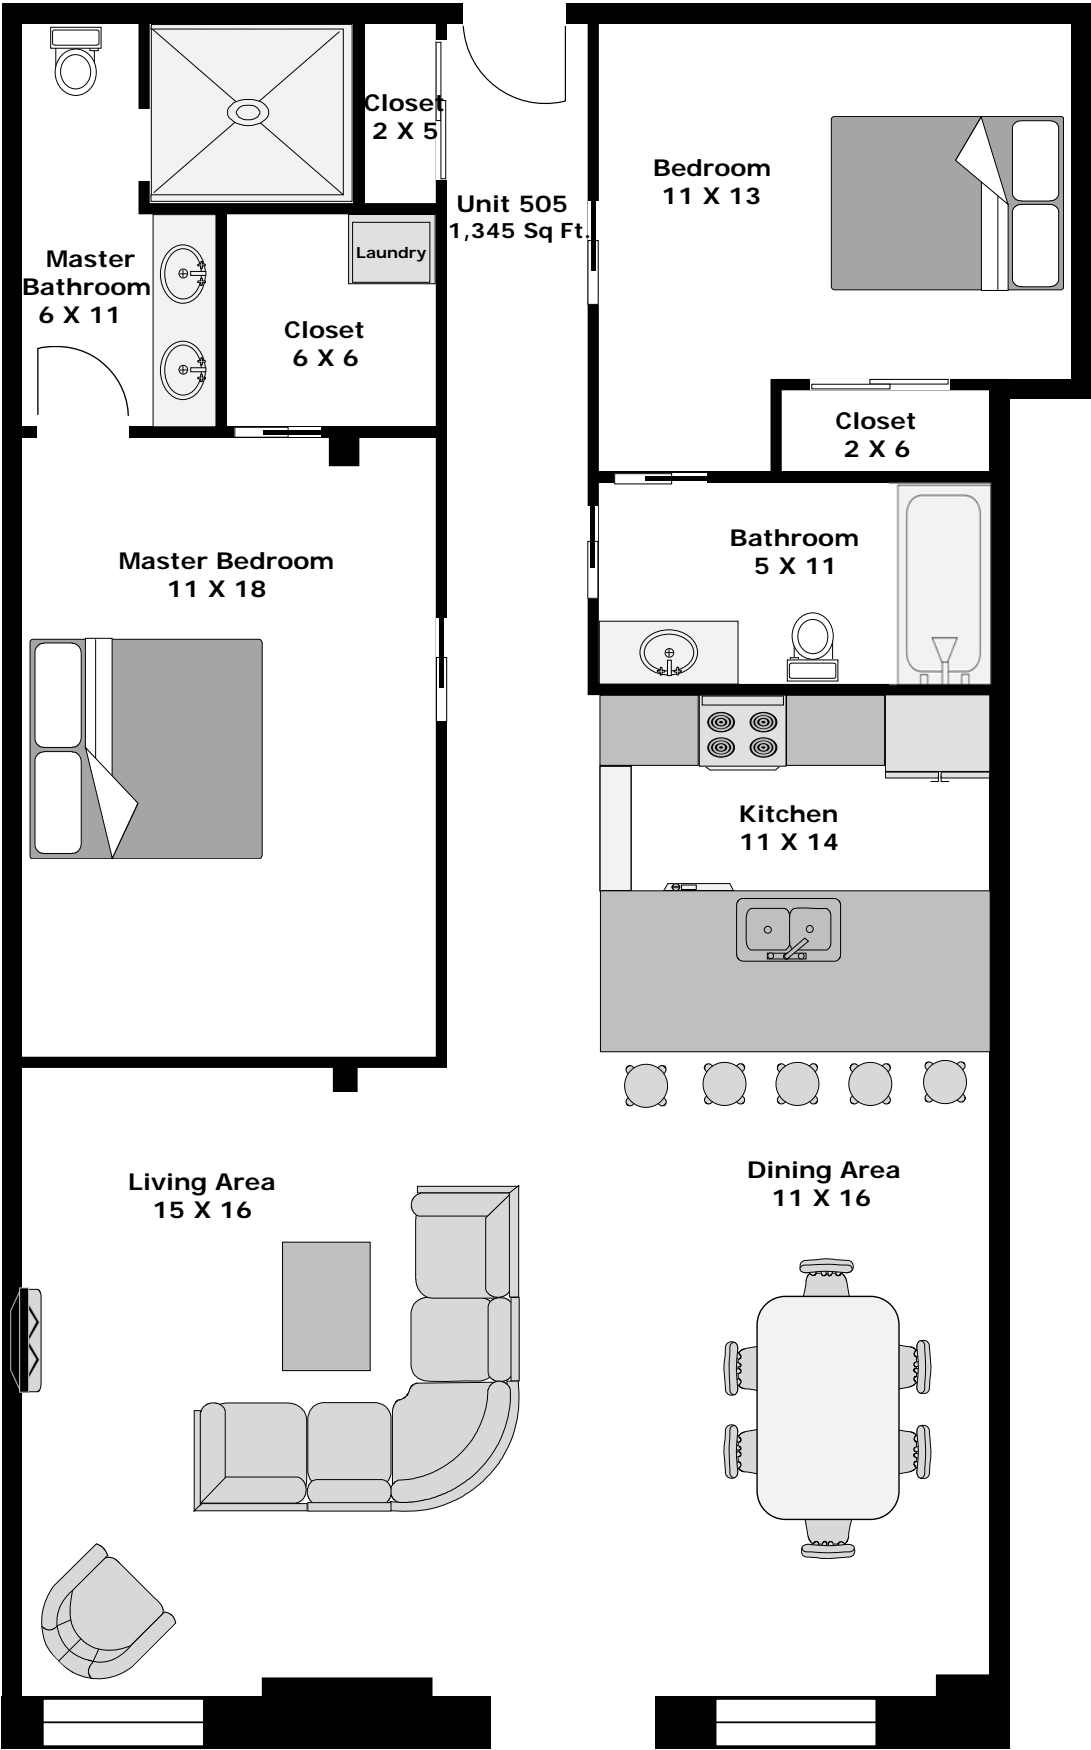 Closet
2 X 5
Bedroom
11 X 13
Unit 505
1,345 Sq Ft.
Laundry
Master
Bathroom
6 X 11
Closet
6 X 6
Closet
2 X 6
Bathroom
5 X 11
Master Bedroom
11 X 18
Kitchen
11 X 14
Living Area
15 X 16
Dining Area
11 X 16